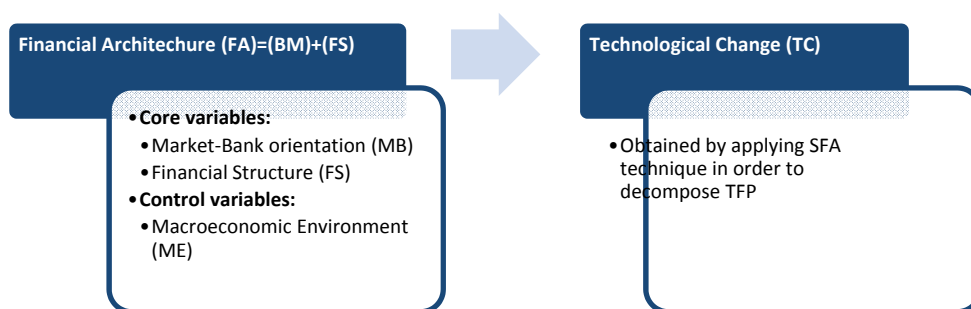 Financial Architechure (FA)=(BM)+(FS)
•Core variables:
•Market-Bank orientation (MB)
•Financial Structure (FS)
•Control variables:
•Macroeconomic Environment
(ME)
Technological Change (TC)
•Obtained by applying SFA
technique in order to
decompose TFP